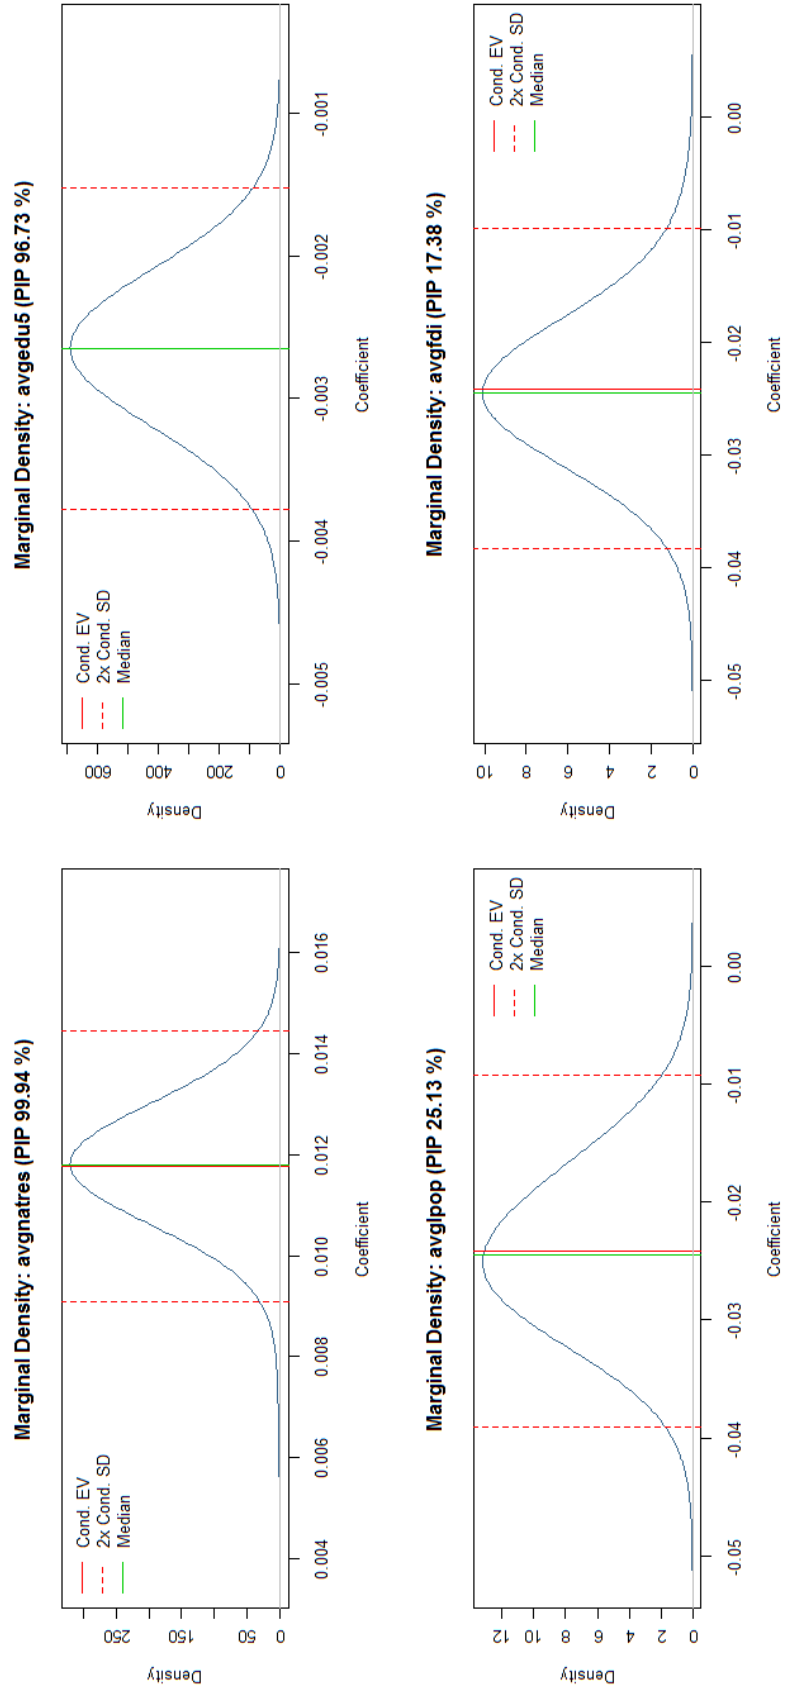 Marginal Density: avgnatres (PIP 99.94 %)
Density
0
50
150
250
Cond. EV
2x Cond. SD
Median
0.004
0.006
0.008
0.010
0.012
0.014
0.016
Coefficient
Marginal Density: avgedu5 (PIP 96.73 %)
Density
0
200
400
600
Cond. EV
2x Cond. SD
Median
-0.005
-0.004
-0.003
-0.002
-0.001
Coefficient
Marginal Density: avglpop (PIP 25.13 %)
Density
0
2
4
6
8
10
12
Cond. EV
2x Cond. SD
Median
-0.05
-0.04
-0.03
-0.02
-0.01
0.00
Coefficient
Marginal Density: avgfdi (PIP 17.38 %)
Density
0
2
4
6
8
10
Cond. EV
2x Cond. SD
Median
-0.05
-0.04
-0.03
-0.02
-0.01
0.00
Coefficient